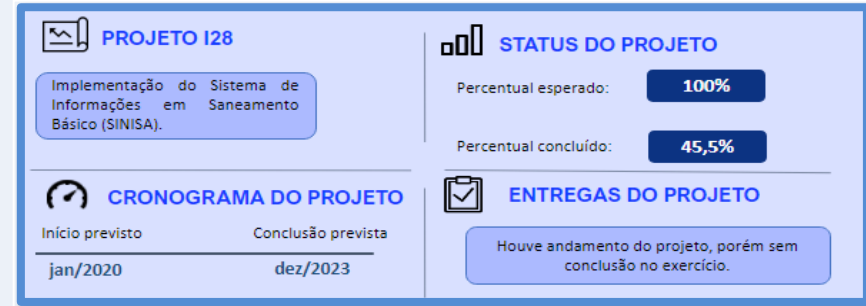 PROJETO I28
Implementação do Sistema de
Informações em Saneamento
Básico (SINISA).
STATUS DO PROJETO
Percentual esperado: 100%
Percentual concluído: 45,5%
CRONOGRAMA DO PROJETO
Início previsto Conclusão prevista
jan/2020 dez/2023
ENTREGAS DO PROJETO
Houve andamento do projeto, porém sem
conclusão no exercício.